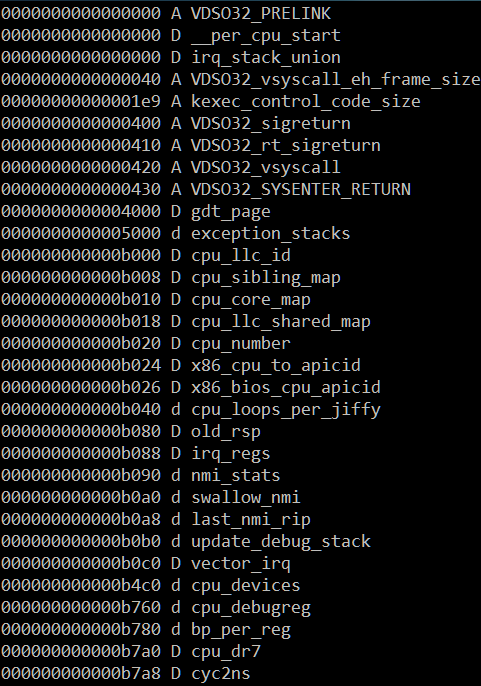 0000000000000000 A VDSO32_PRELINK
0000000000000000 D __per_cpu_start
0000000000000000 D irq_stack_union
0000000000000040 A VDSO32_vsyscall_eh_frame_size
00000000000001e9 A kexec_control_code_size
0000000000000400 A VDSO32_sigreturn
0000000000000410 A VDSO32_rt_sigreturn
0000000000000420 A VDSO32_vsyscall
0000000000000430 A VDSO32_SYSENTER_RETURN
0000000000004000 D gdt_page
0000000000005000 d exception_stacks
000000000000b000 D cpu_llc_id
000000000000b008 D cpu_sibling_map
000000000000b010 D cpu_core_map
000000000000b018 D cpu_llc_shared_map
000000000000b020 D cpu_number
000000000000b024 D x86_cpu_to_apicid
000000000000b026 D x86_bios_cpu_apicid
000000000000b040 d cpu_loops_per_jiffy
000000000000b080 D old_rsp
000000000000b088 D irq_regs
000000000000b090 d nmi_stats
000000000000b0a0 d swallow_nmi
000000000000b0a8 d last_nmi_rip
000000000000b0b0 d update_debug_stack
000000000000b0c0 D vector_irq
000000000000b4c0 d cpu_devices
000000000000b760 d cpu_debugreg
000000000000b780 d bp_per_reg
000000000000b7a0 D cpu_dr7
000000000000b7a8 D cyc2ns